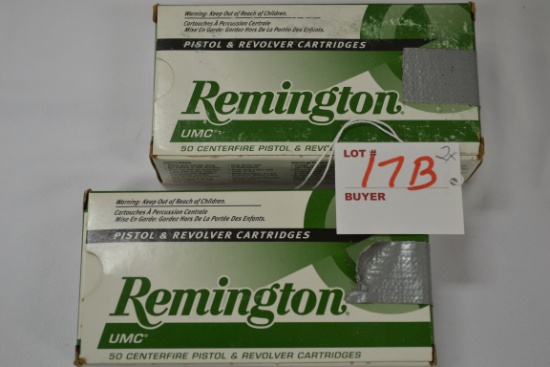 Warning: Keep Out of Reach of Children.
Cartouches À Percussion Centrale
Mise En Garde: Gardez Hors De La Portée Des Enfants.
PISTOL & REVOLVER CARTRIDGES
Remington
UMC®
50 CENTERFIRE PISTOL & REVO
LOT #
2x
17B
BUYER
Warning: Keep Out of Reach of Children.
Cartouches À Percussion Centrale
Mise En Garde: Gardez Hors De La Portée Des Enfants.
PISTOL & REVOLVER CARTRIDGES
Remington
UMC®
50 CENTERFIRE PISTOL & REVOLVER CARTRIDGES